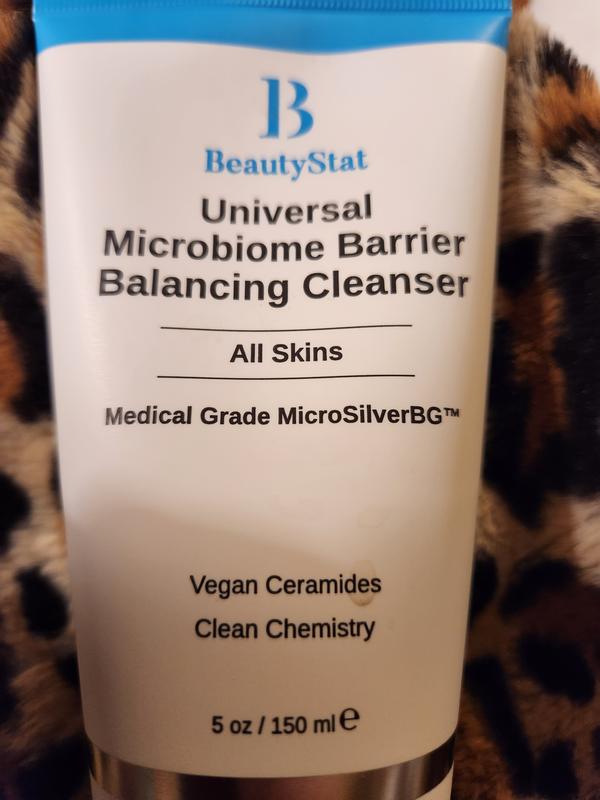 B
BeautyStat
Universal
Microbiome Barrier
Balancing Cleanser
All Skins
Medical Grade MicroSilverBG™
Vegan Ceramides
Clean Chemistry
5 oz / 150 ml ℮